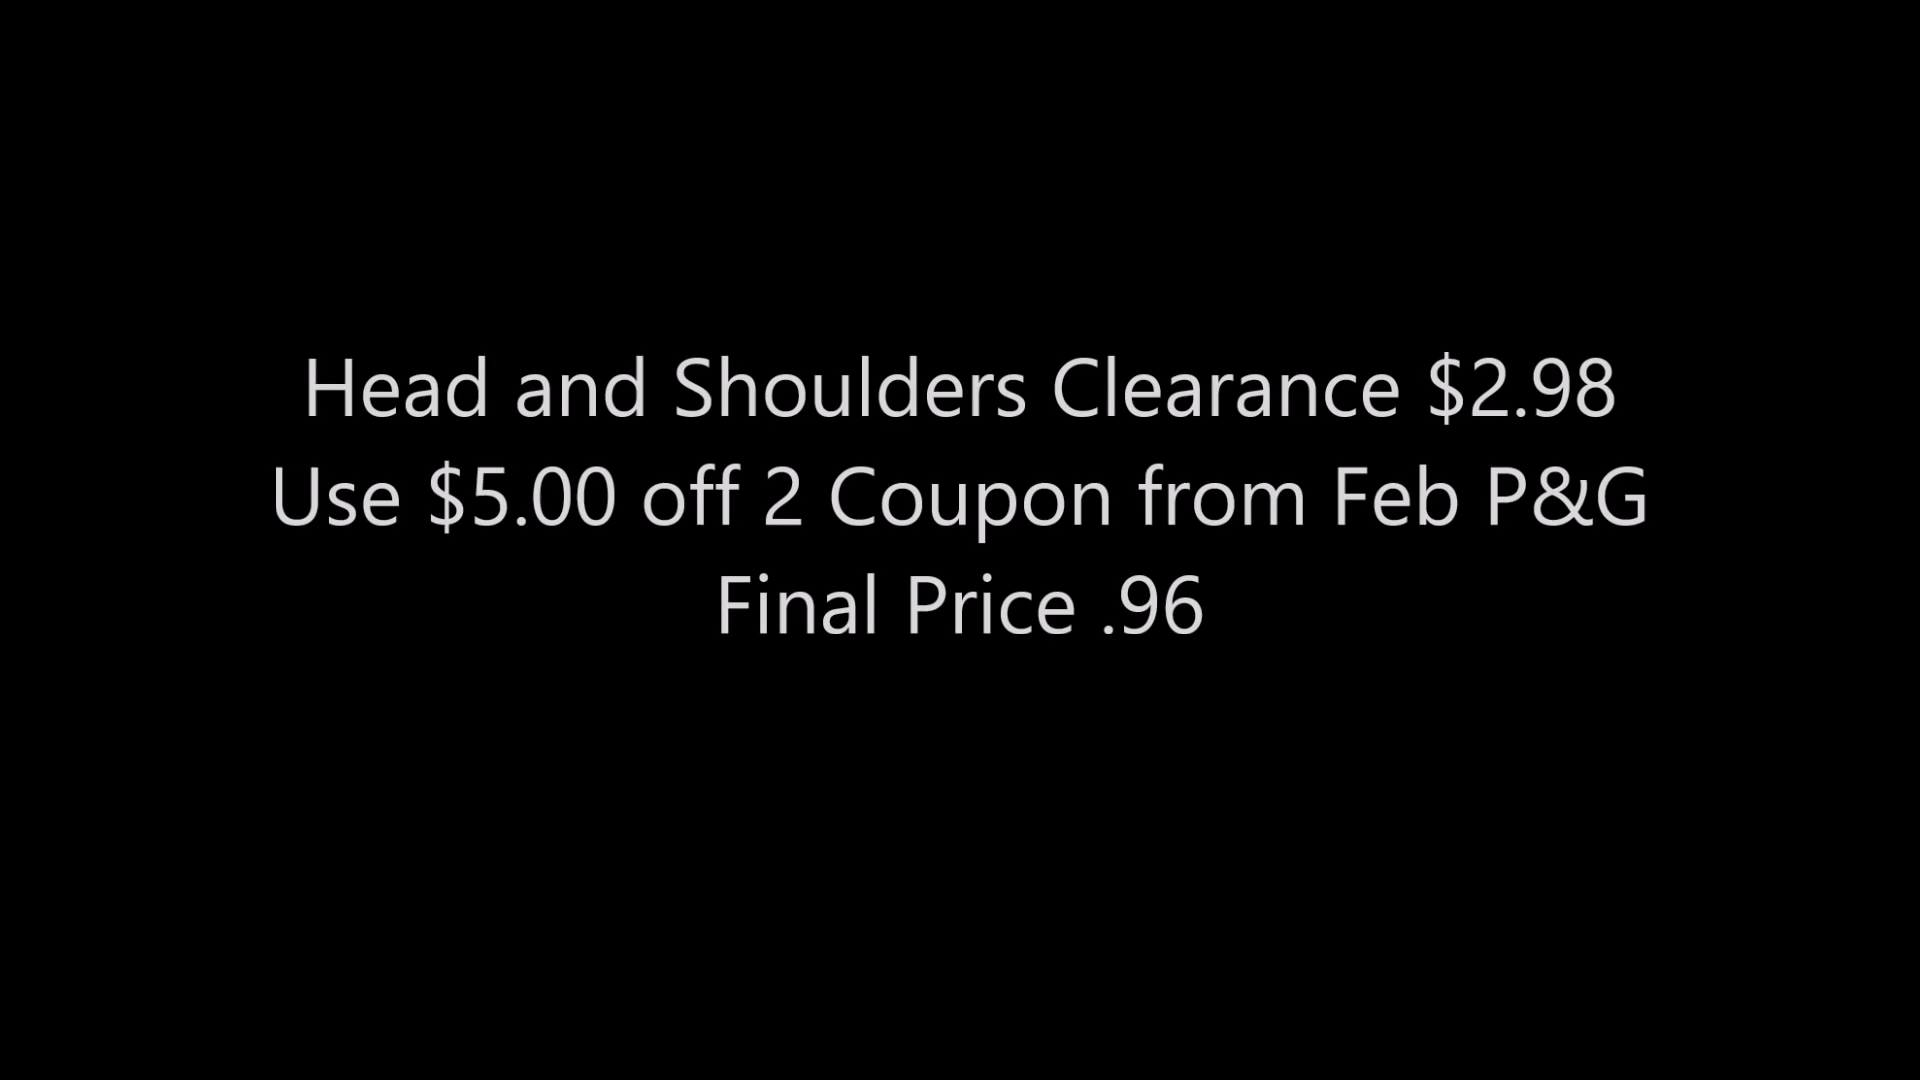 Head and Shoulders Clearance $2.98
Use $5.00 off 2 Coupon from Feb P&G
Final Price .96